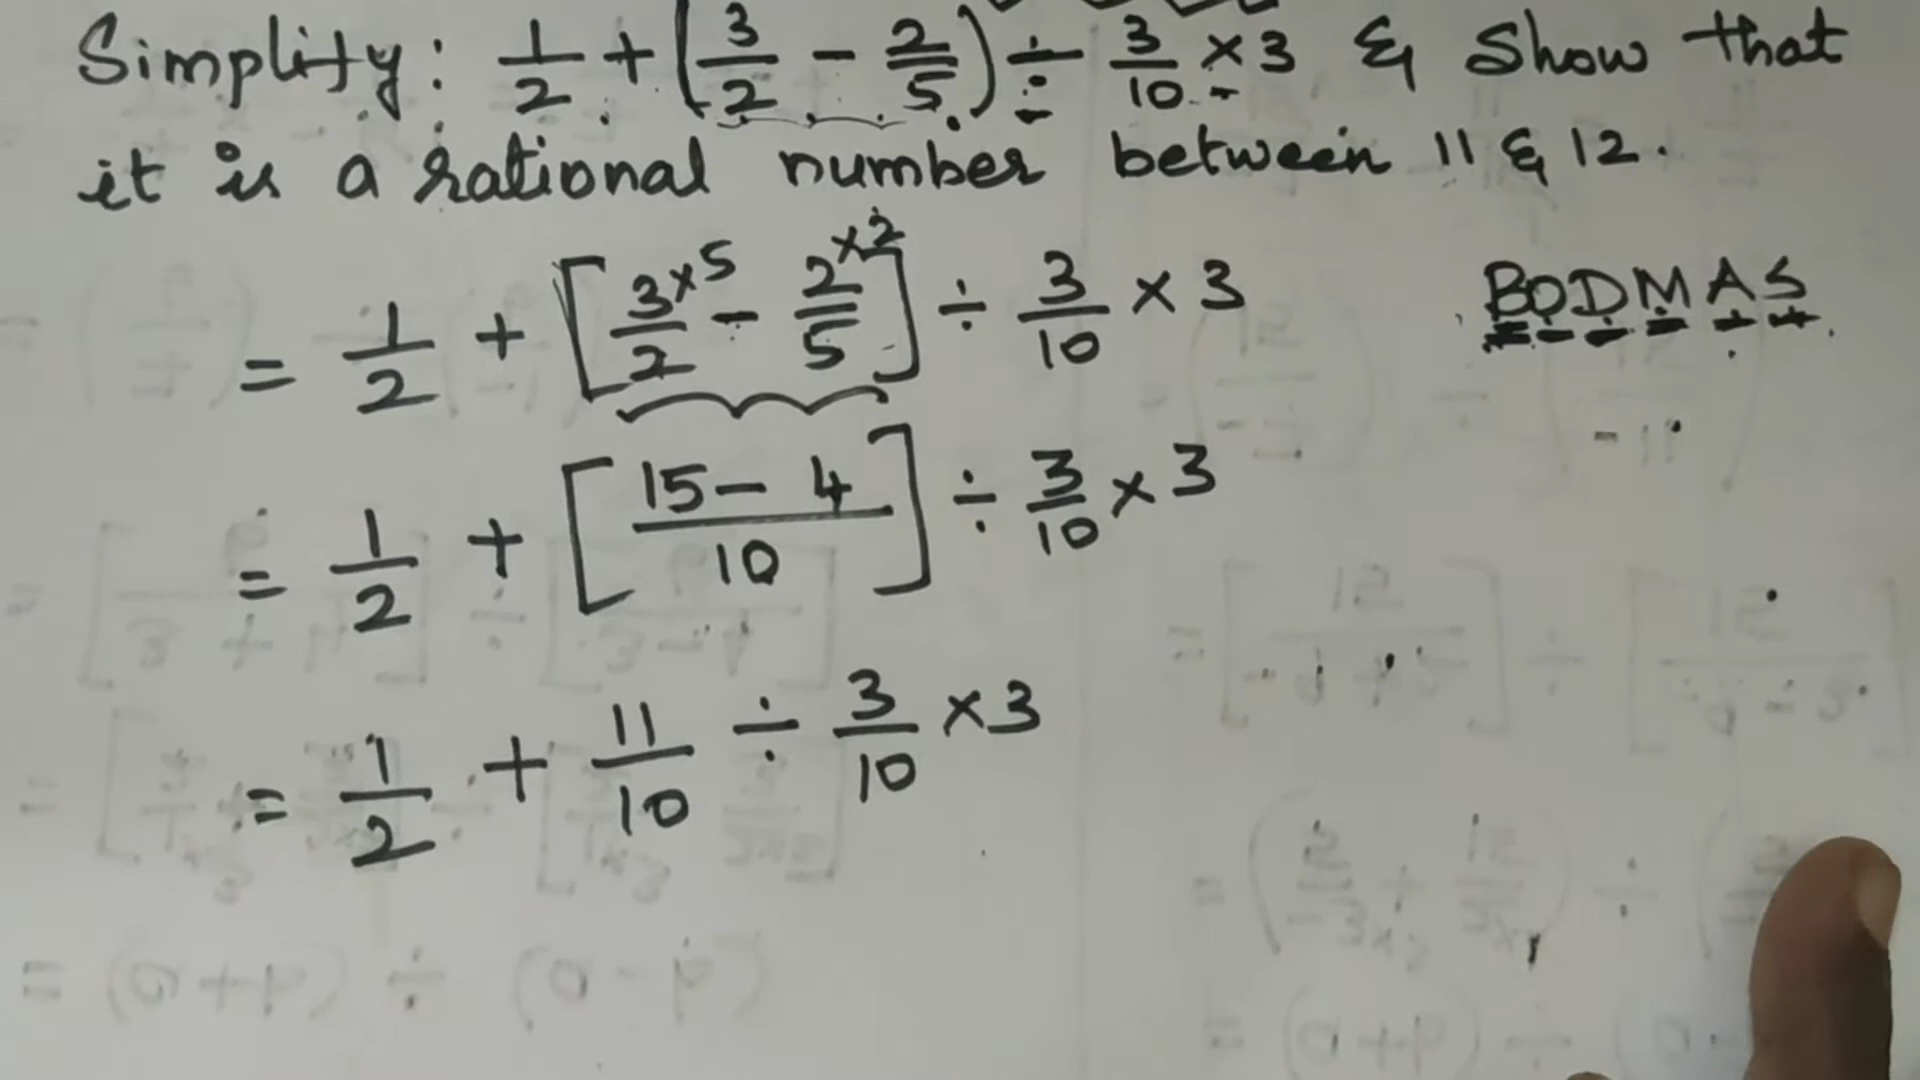 Simplify: 1/2 + (3/2 - 2/5) ÷ 3/10 × 3 & Show that
it is a rational number between 11 & 12.
= 1/2 + [3×5/2 - 2×2/5] ÷ 3/10 × 3
BODMAS
= 1/2 + [15 - 4/10] ÷ 3/10 × 3
= 1/2 + 11/10 ÷ 3/10 × 3